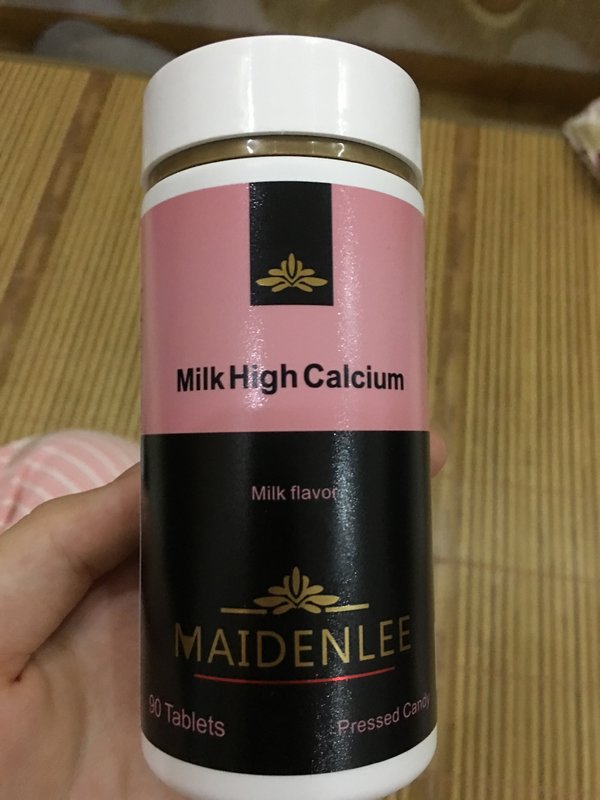 Milk High Calcium
Milk flavor
MAIDENLEE
90 Tablets
Pressed Candy